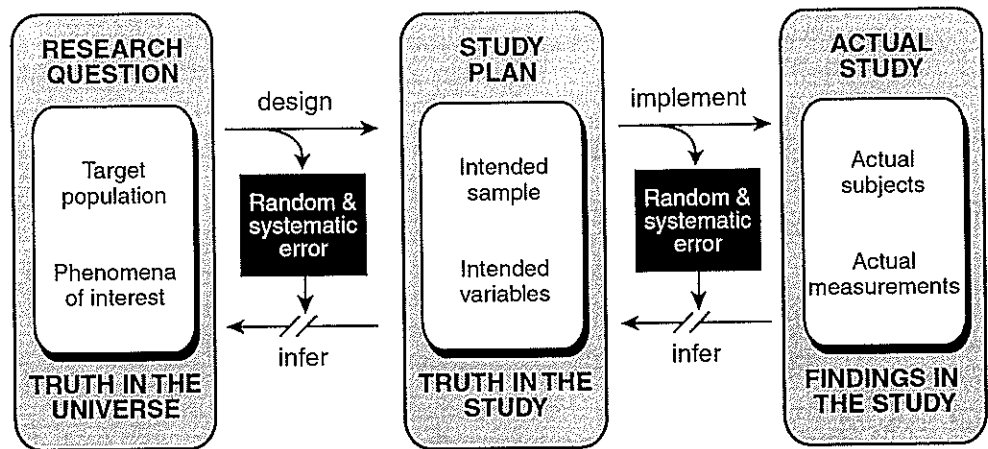 RESEARCH
QUESTION
Target
population
Phenomena
of interest
TRUTH IN THE
UNIVERSE
design
Random &
systematic
error
infer
STUDY
PLAN
Intended
sample
Intended
variables
TRUTH IN THE
STUDY
implement
Random &
systematic
error
infer
ACTUAL
STUDY
Actual
subjects
Actual
measurements
FINDINGS IN
THE STUDY